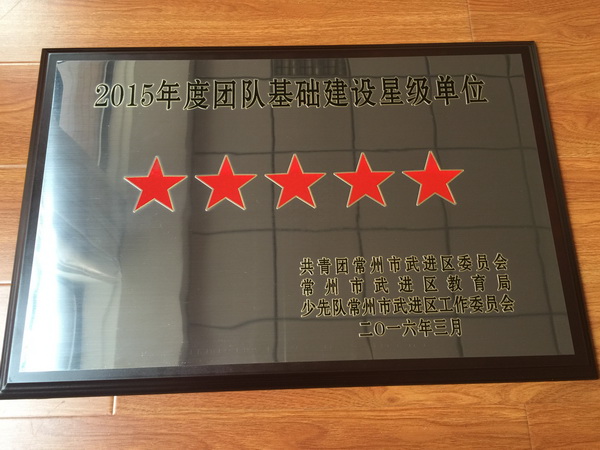 2015年度团队基础建设星级单位
共青团常州市武进区委员会
常州市武进区教育局
少先队常州市武进区工作委员会
二〇一六年三月